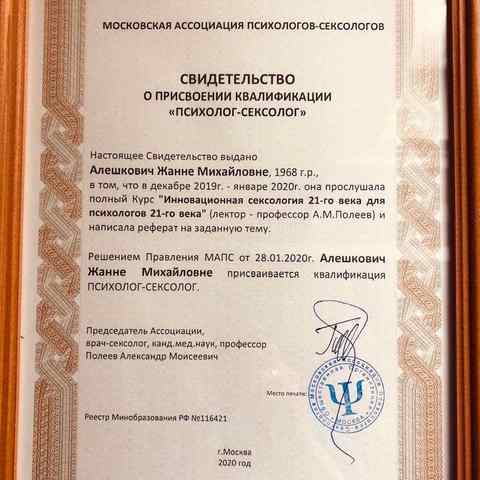 МОСКОВСКАЯ АССОЦИАЦИЯ ПСИХОЛОГОВ-СЕКСОЛОГОВ
СВИДЕТЕЛЬСТВО
О ПРИСВОЕНИИ КВАЛИФИКАЦИИ
«ПСИХОЛОГ-СЕКСОЛОГ»
Настоящее Свидетельство выдано
Алешкович Жанне Михайловне, 1968 г.р.,
в том, что в декабре 2019г. - январе 2020г. она прослушала
полный Курс "Инновационная сексология 21-го века для
психологов 21-го века" (лектор - профессор А.М.Полеев) и
написала реферат на заданную тему.
Решением Правления МАПС от 28.01.2020г. Алешкович
Жанне Михайловне присваивается квалификация
ПСИХОЛОГ-СЕКСОЛОГ.
Председатель Ассоциации,
врач-сексолог, канд.мед.наук, профессор
Полеев Александр Моисеевич
Место печати:
МОСКВА
Реестр Минобразования РФ №116421
г.Москва
2020 год